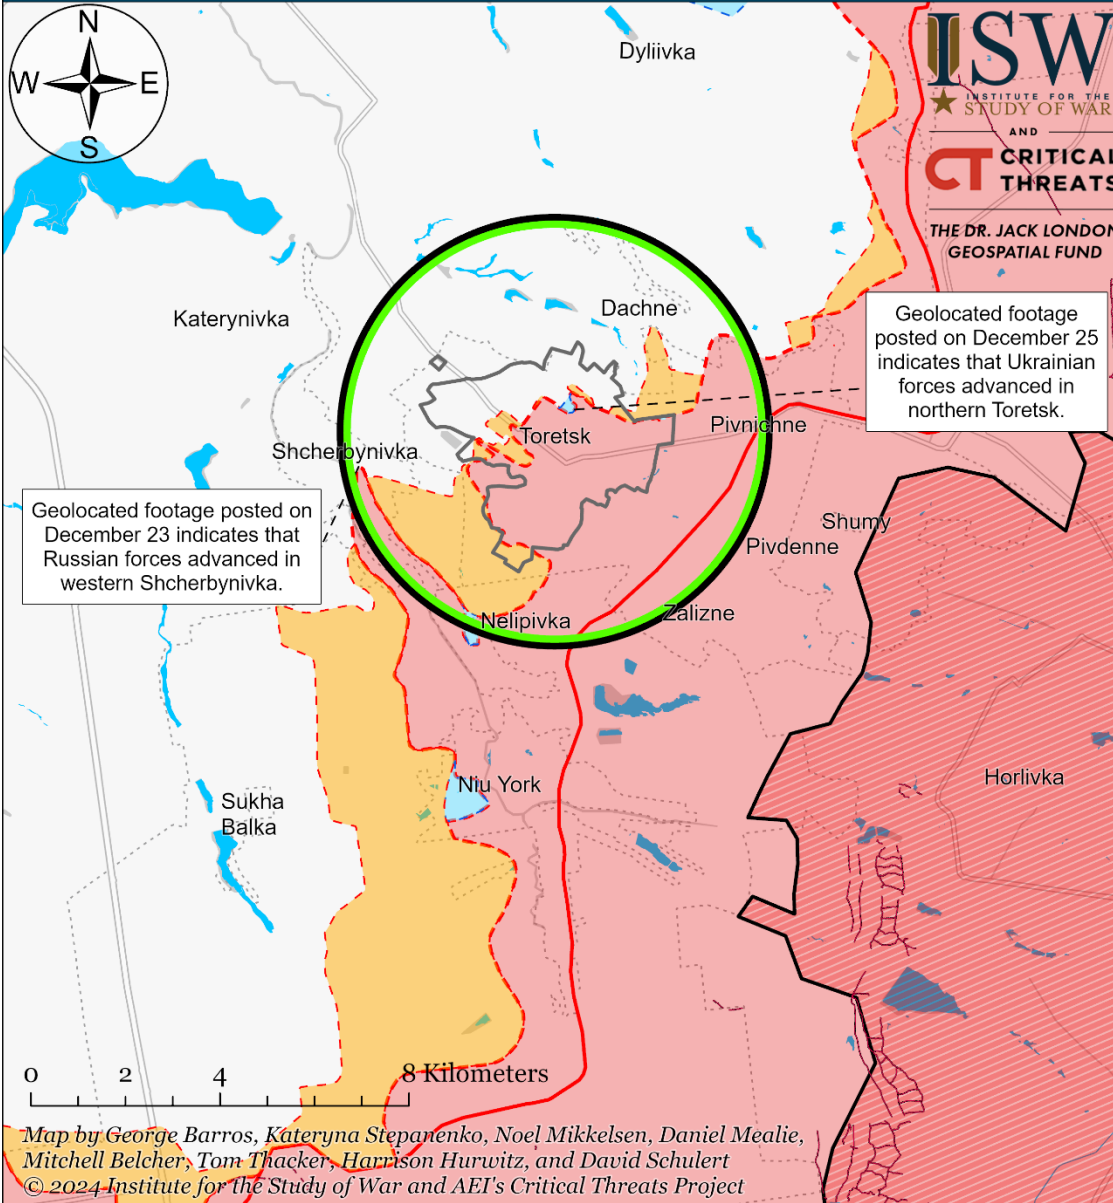 N
W
E
S
Dyliivka
ISW
INSTITUTE FOR THE
STUDY OF WAR
AND
CT CRITICAL
THREATS
THE DR. JACK LONDON
GEOSPATIAL FUND
Katerynivka
Dachne
Geolocated footage
posted on December 25
indicates that Ukrainian
forces advanced in
northern Toretsk.
Toretsk
Pivnichne
Shcherbynivka
Geolocated footage posted on
December 23 indicates that
Russian forces advanced in
western Shcherbynivka.
Shumy
Pivdenne
Nelipivka
Zalizne
Niu York
Horlivka
Sukha
Balka
0 2 4 8 Kilometers
Map by George Barros, Kateryna Stepanenko, Noel Mikkelsen, Daniel Mealie,
Mitchell Belcher, Tom Thacker, Harrison Hurwitz, and David Schulert
© 2024 Institute for the Study of War and AEI's Critical Threats Project